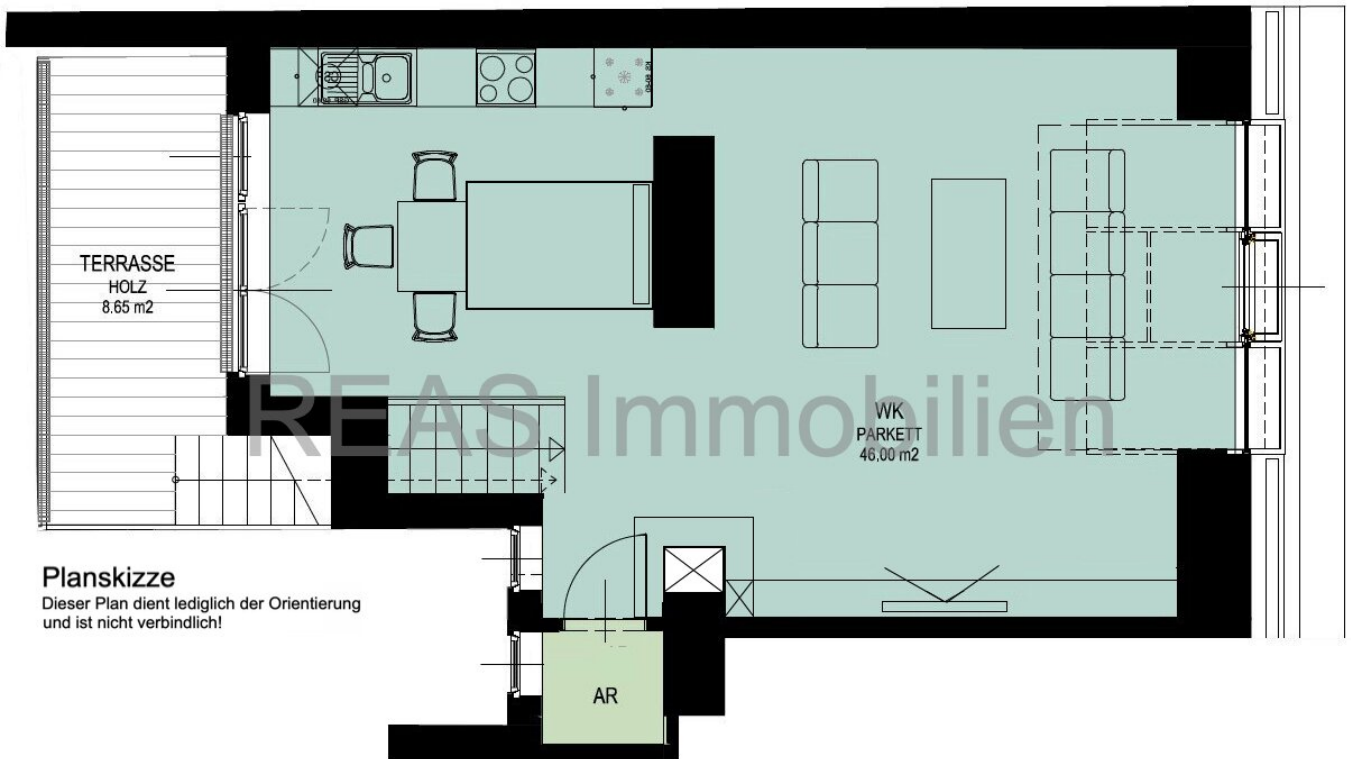 TERRASSE
HOLZ
8.65 m2
REAS Immobilien
WK
PARKETT
46,00 m2
Planskizze
Dieser Plan dient lediglich der Orientierung
und ist nicht verbindlich!
AR